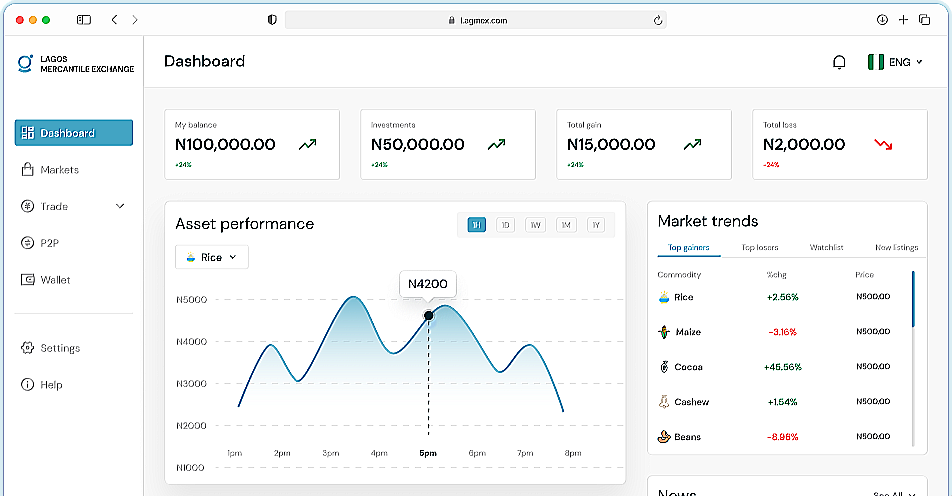 Lagmex.com
LAGOS
MERCANTILE EXCHANGE
Dashboard
ENG
Dashboard
Markets
Trade
P2P
Wallet
Settings
Help
My balance
N100,000.00
+24%
Investments
N50,000.00
+24%
Total gain
N15,000.00
+24%
Total loss
N2,000.00
-24%
Asset performance
1H 1D 1W 1M 1Y
Rice
N4200
N5000
N4000
N3000
N2000
N1000
1pm 2pm 3pm 4pm 5pm 6pm 7pm 8pm
Market trends
Top gainers Top losers Watchlist New listings
Commodity %chg Price
Rice +2.56% N500.00
Maize -3.16% N500.00
Cocoa +45.56% N500.00
Cashew +1.54% N500.00
Beans -8.96% N500.00
News
See All